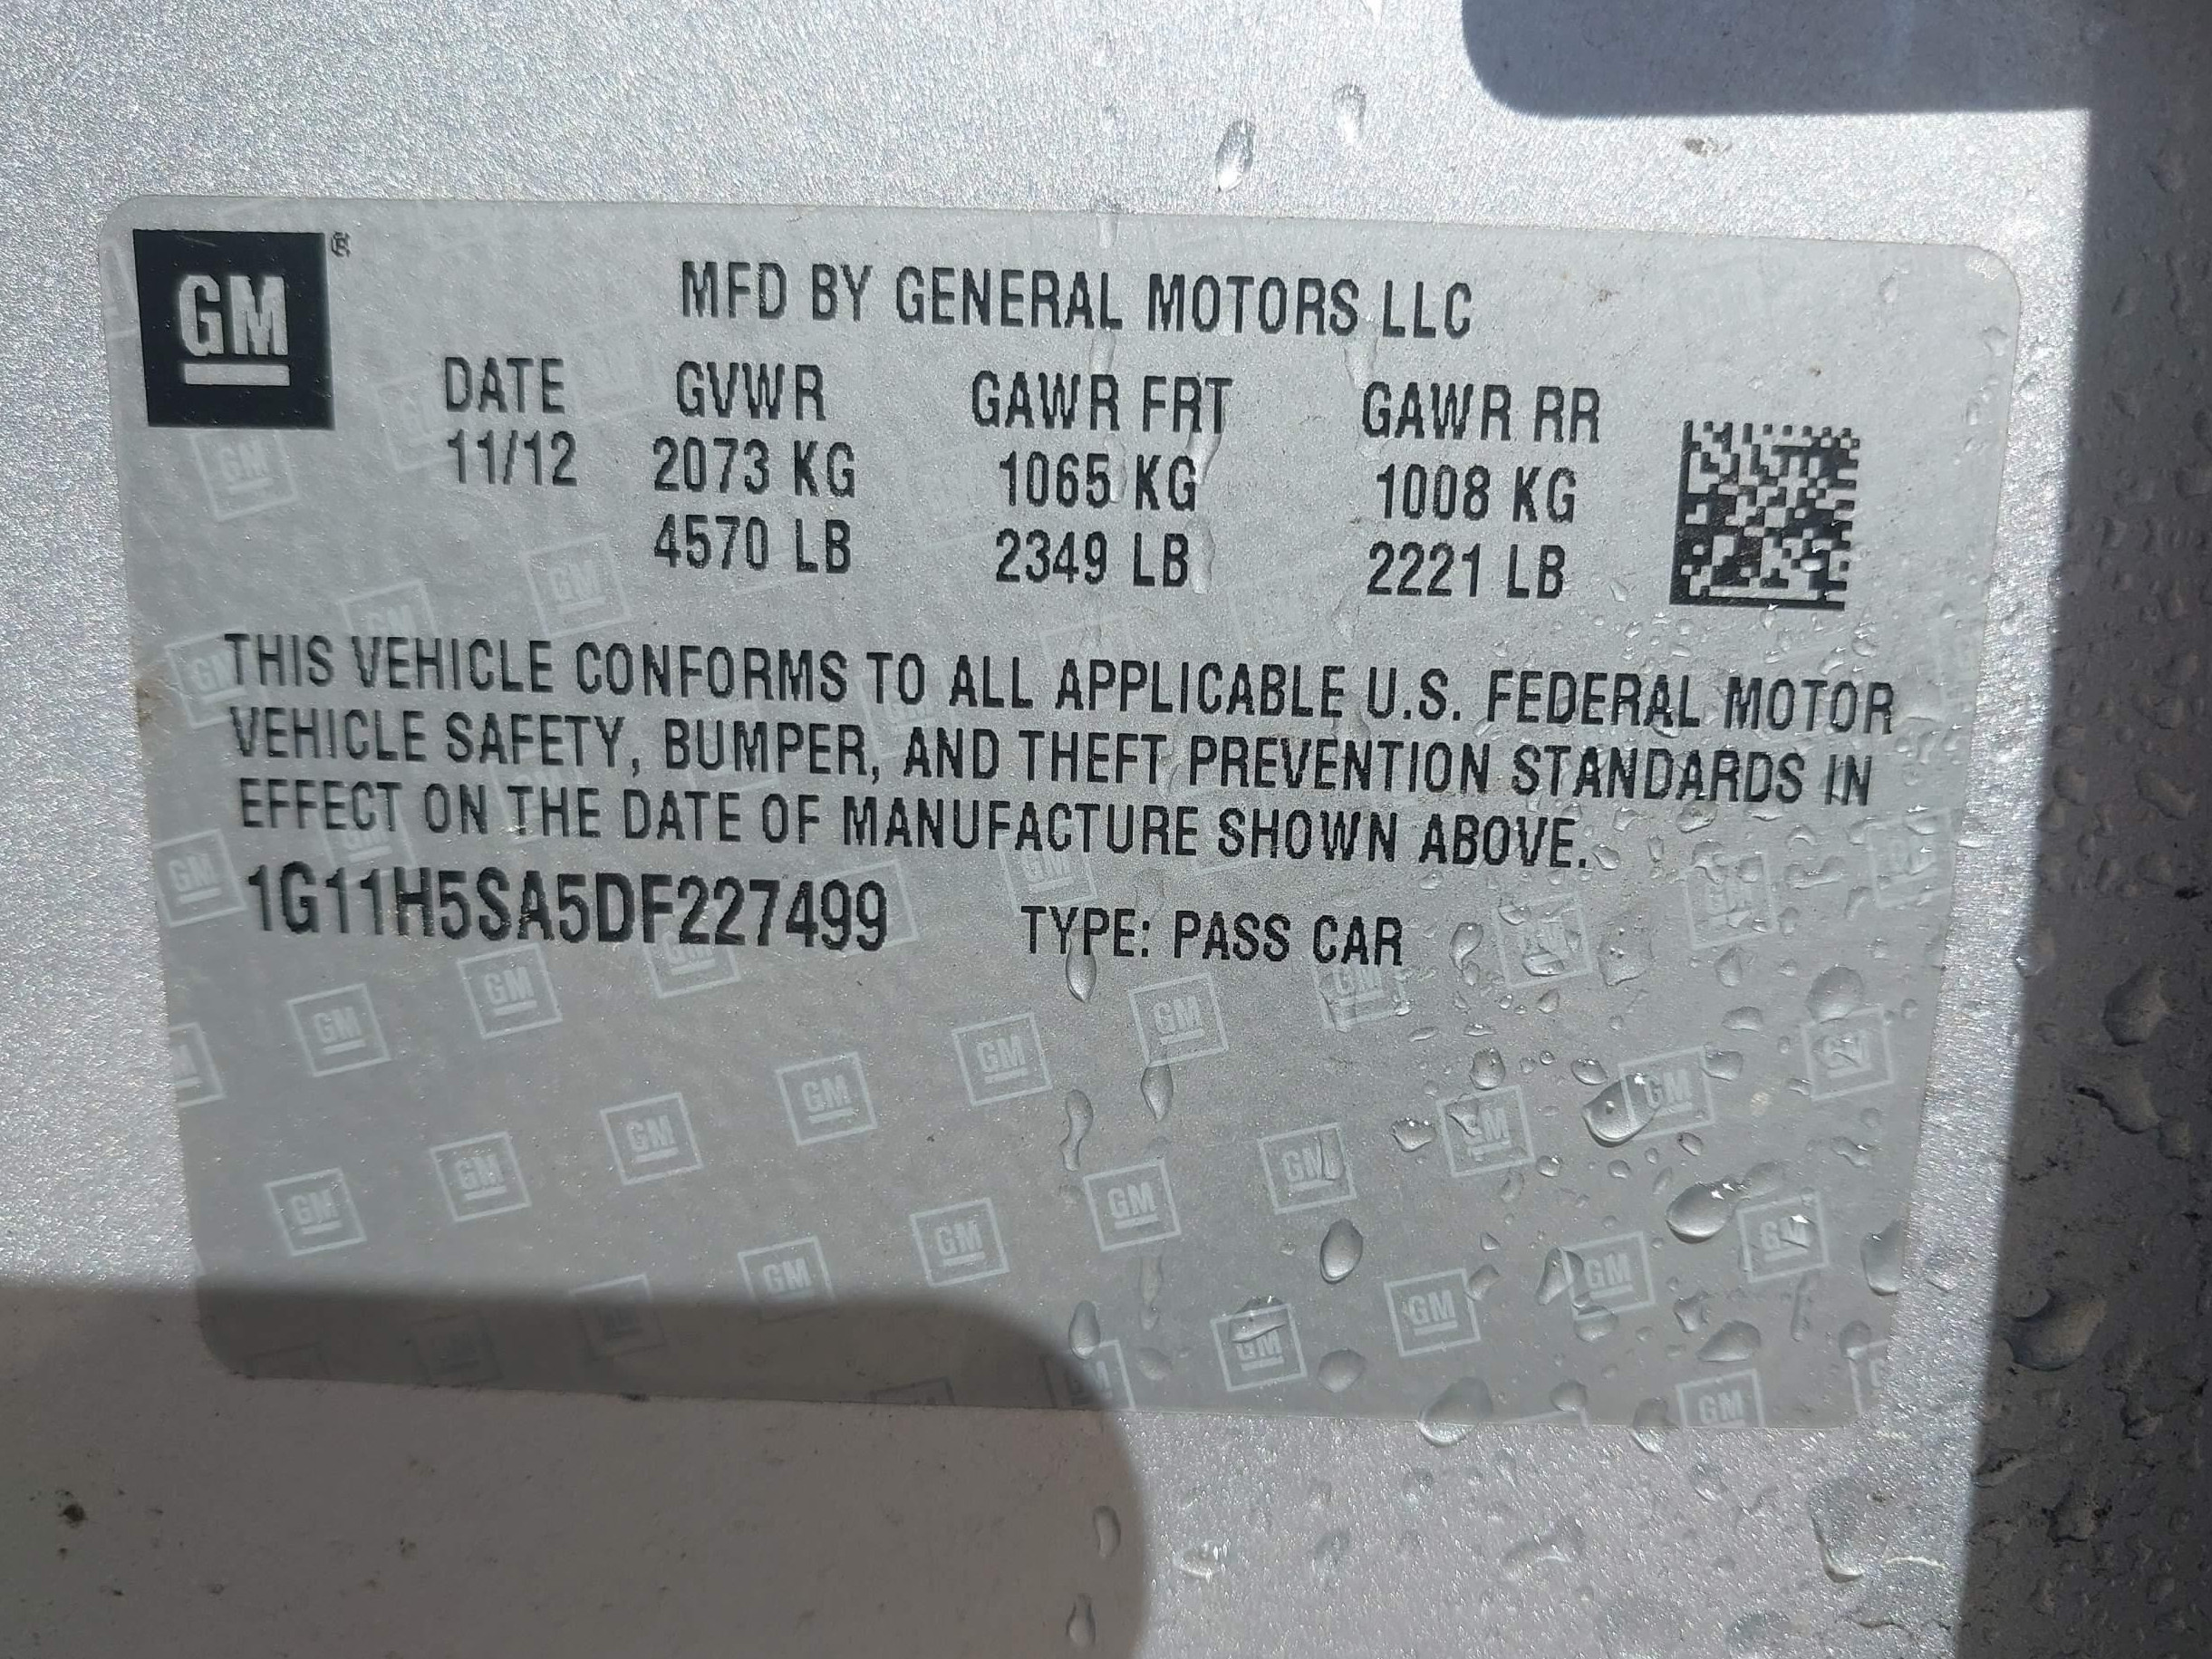 GM ®
MFD BY GENERAL MOTORS LLC
DATE GVWR GAWR FRT GAWR RR
11/12 2073 KG 1065 KG 1008 KG
4570 LB 2349 LB 2221 LB
THIS VEHICLE CONFORMS TO ALL APPLICABLE U.S. FEDERAL MOTOR
VEHICLE SAFETY, BUMPER, AND THEFT PREVENTION STANDARDS IN
EFFECT ON THE DATE OF MANUFACTURE SHOWN ABOVE.
1G11H5SA5DF227499 TYPE: PASS CAR